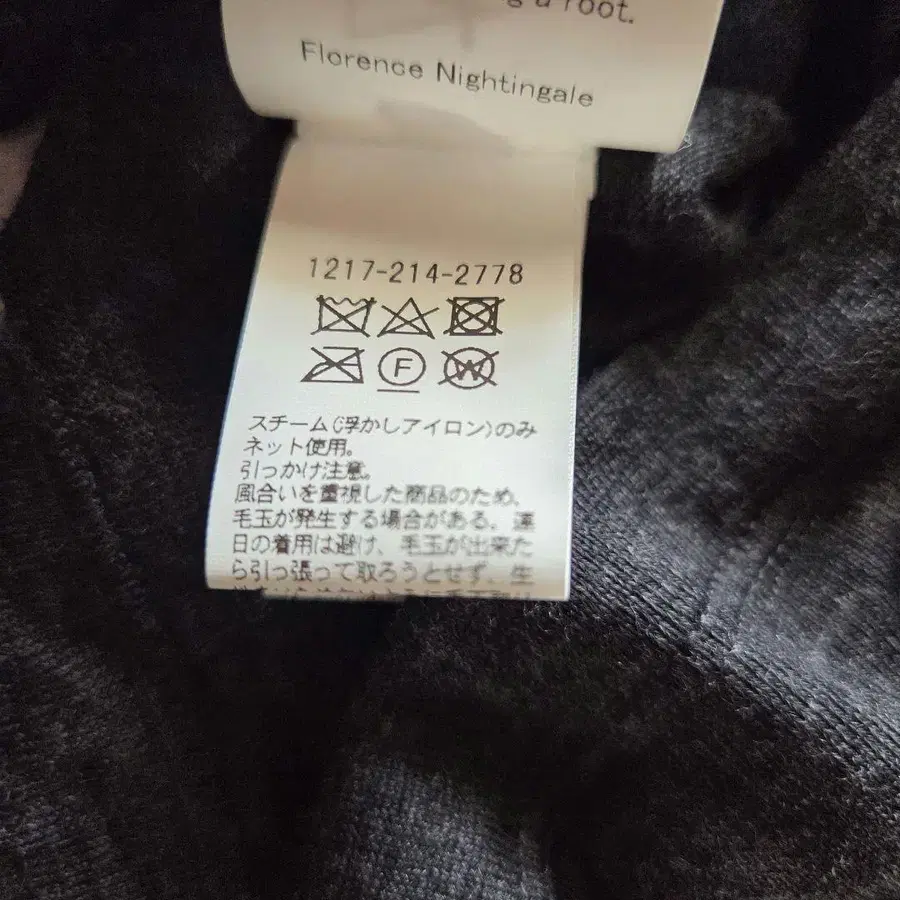 a root.
Florence Nightingale
1217-214-2778
F
W
スチーム(浮かしアイロン)のみ
ネット使用。
引っかけ注意。
風合いを重視した商品のため、
毛玉が発生する場合がある。連
日の着用は避け、毛玉が出来た
ら引っ張って取ろうとせず、生